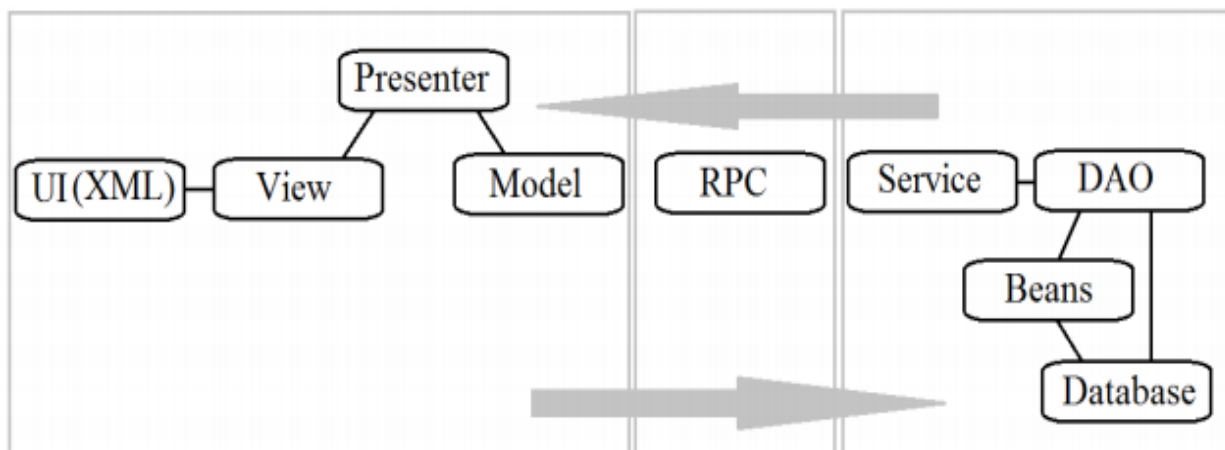 Presenter
UI(XML)
View
Model
RPC
Service
DAO
Beans
Database